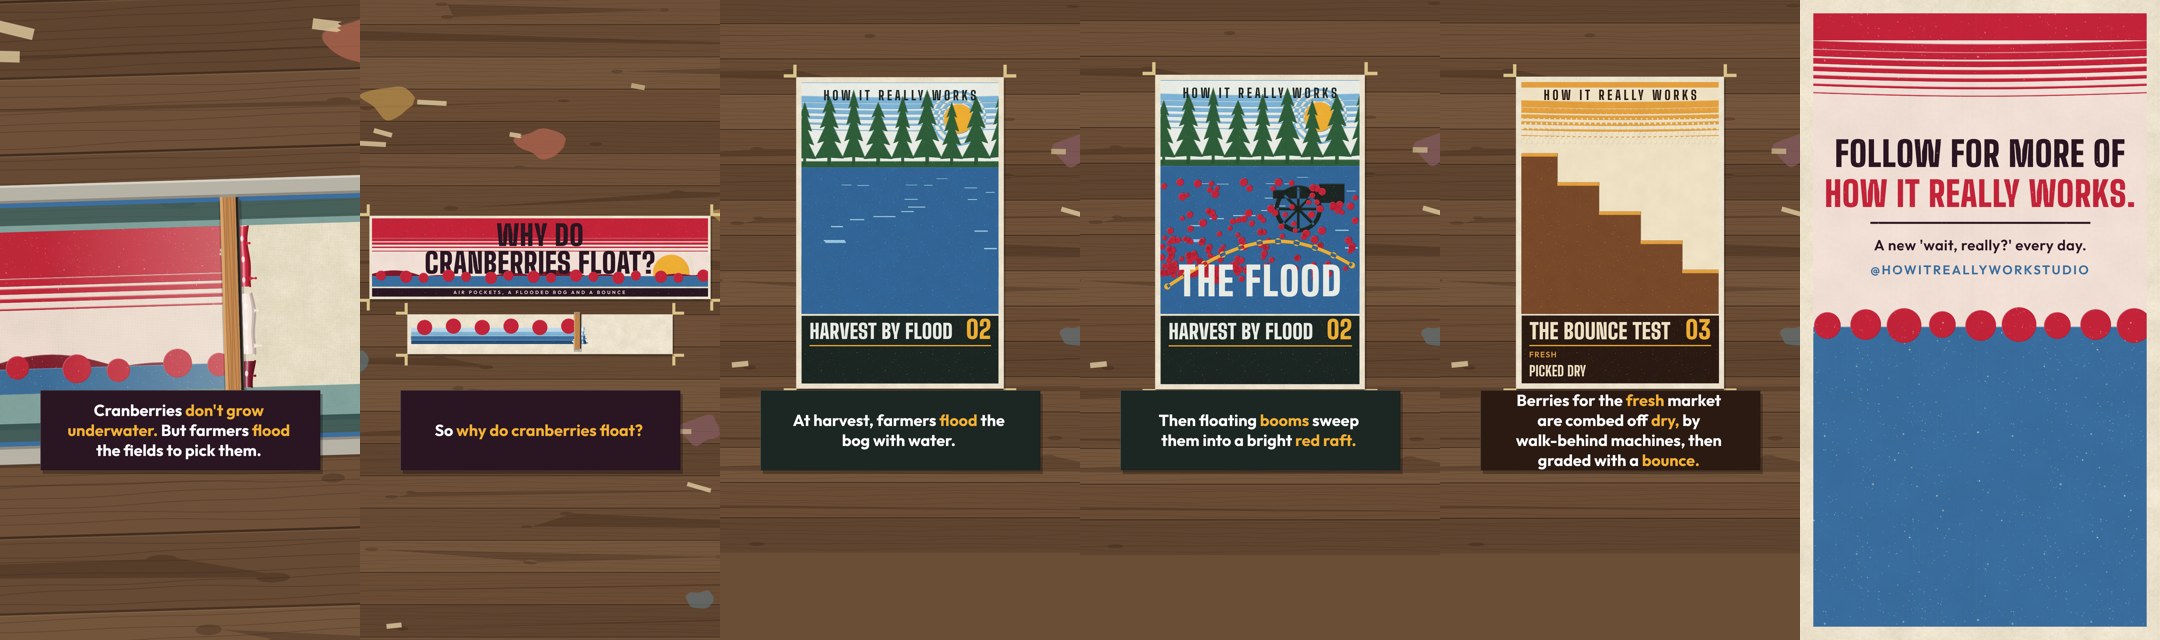 Cranberries don't grow
underwater. But farmers flood
the fields to pick them.
WHY DO
CRANBERRIES FLOAT?
AIR POCKETS, A FLOODED BOG AND A BOUNCE
So why do cranberries float?
HOW IT REALLY WORKS
HARVEST BY FLOOD 02
At harvest, farmers flood the
bog with water.
HOW IT REALLY WORKS
THE FLOOD
HARVEST BY FLOOD 02
Then floating booms sweep
them into a bright red raft.
HOW IT REALLY WORKS
THE BOUNCE TEST 03
FRESH
PICKED DRY
Berries for the fresh market
are combed off dry, by
walk-behind machines, then
graded with a bounce.
FOLLOW FOR MORE OF
HOW IT REALLY WORKS.
A new 'wait, really?' every day.
@HOWITREALLYWORKSTUDIO